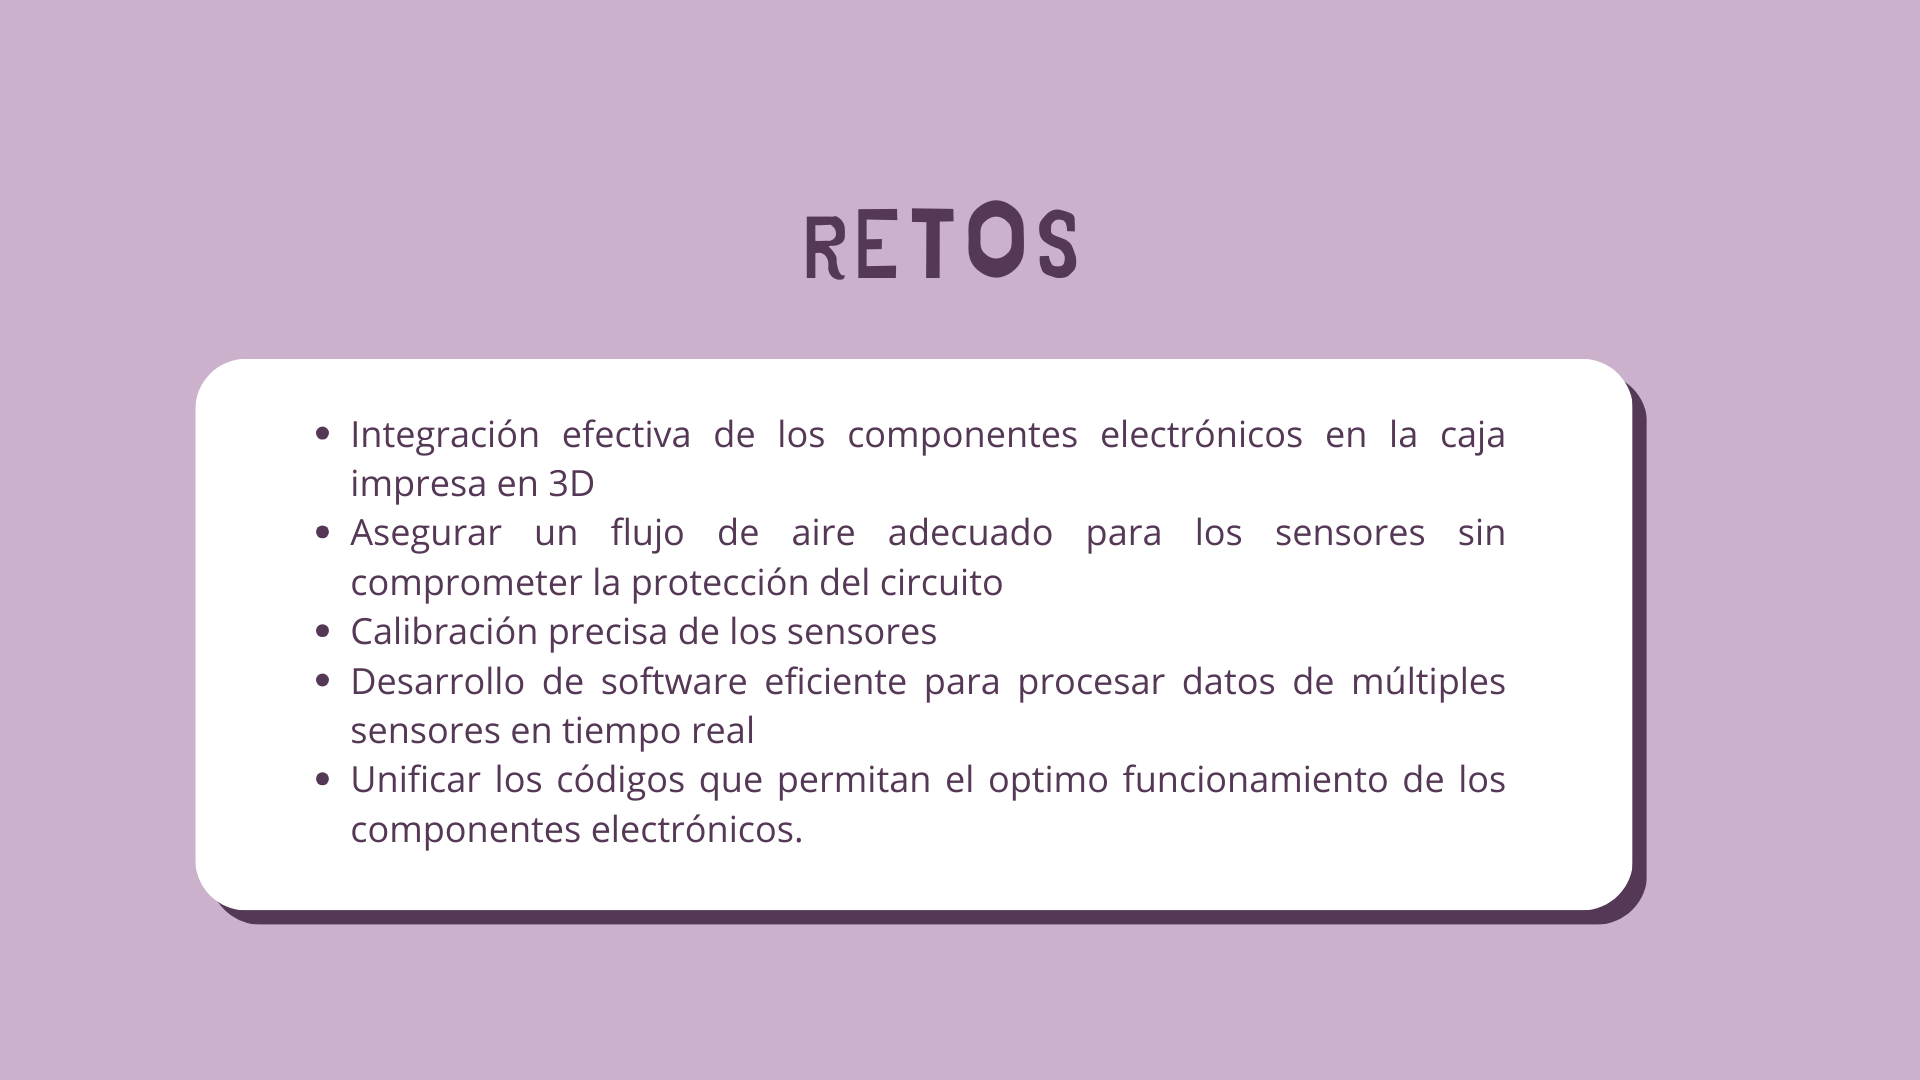 RETOS
• Integración efectiva de los componentes electrónicos en la caja
impresa en 3D
• Asegurar un flujo de aire adecuado para los sensores sin
comprometer la protección del circuito
• Calibración precisa de los sensores
• Desarrollo de software eficiente para procesar datos de múltiples
sensores en tiempo real
• Unificar los códigos que permitan el optimo funcionamiento de los
componentes electrónicos.